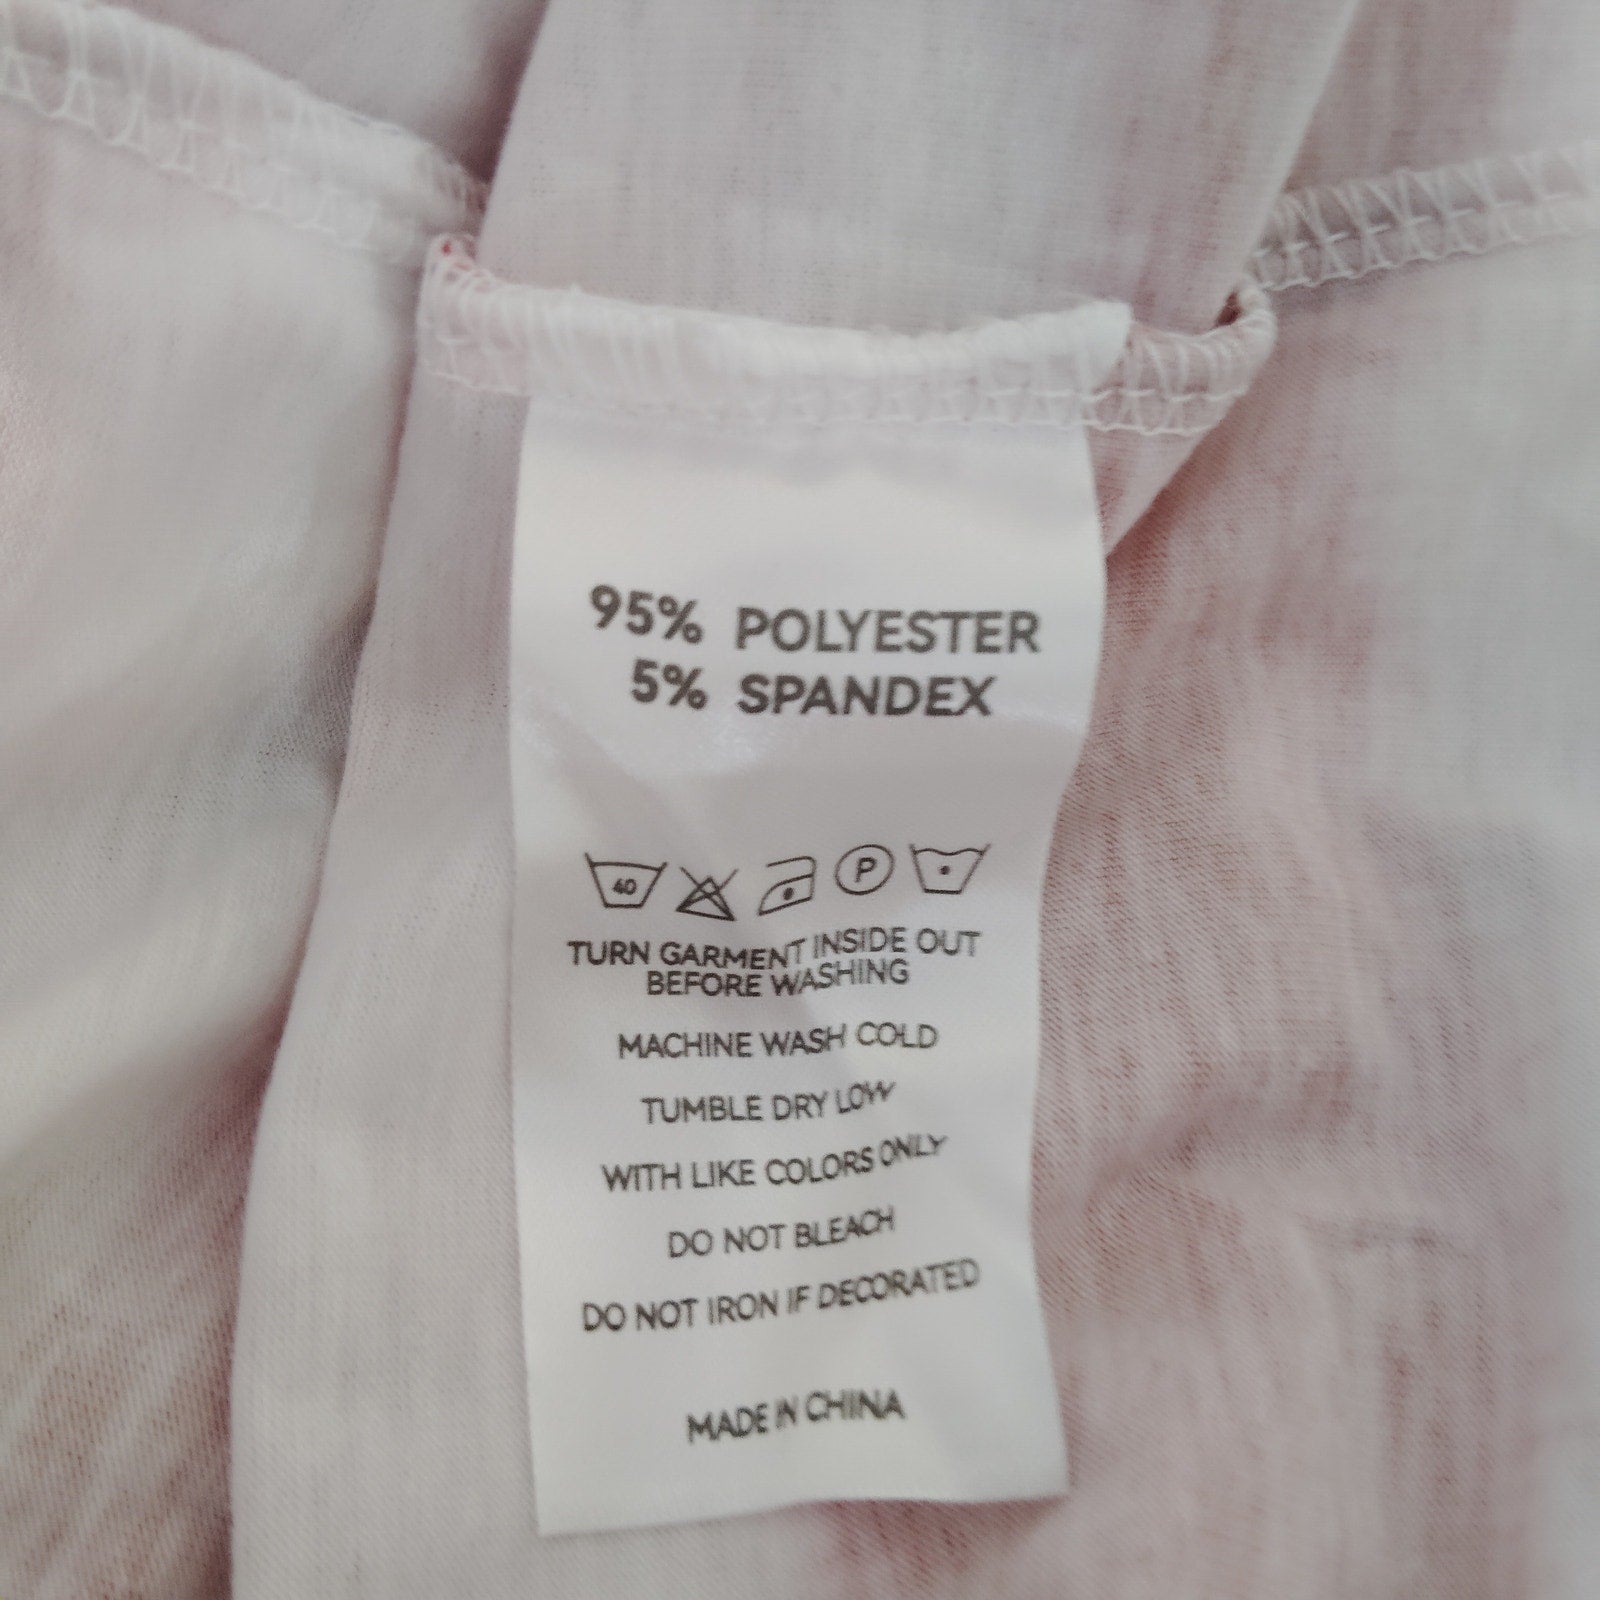 95% POLYESTER
5% SPANDEX
40 P
TURN GARMENT INSIDE OUT
BEFORE WASHING
MACHINE WASH COLD
TUMBLE DRY LOW
WITH LIKE COLORS ONLY
DO NOT BLEACH
DO NOT IRON IF DECORATED
MADE IN CHINA